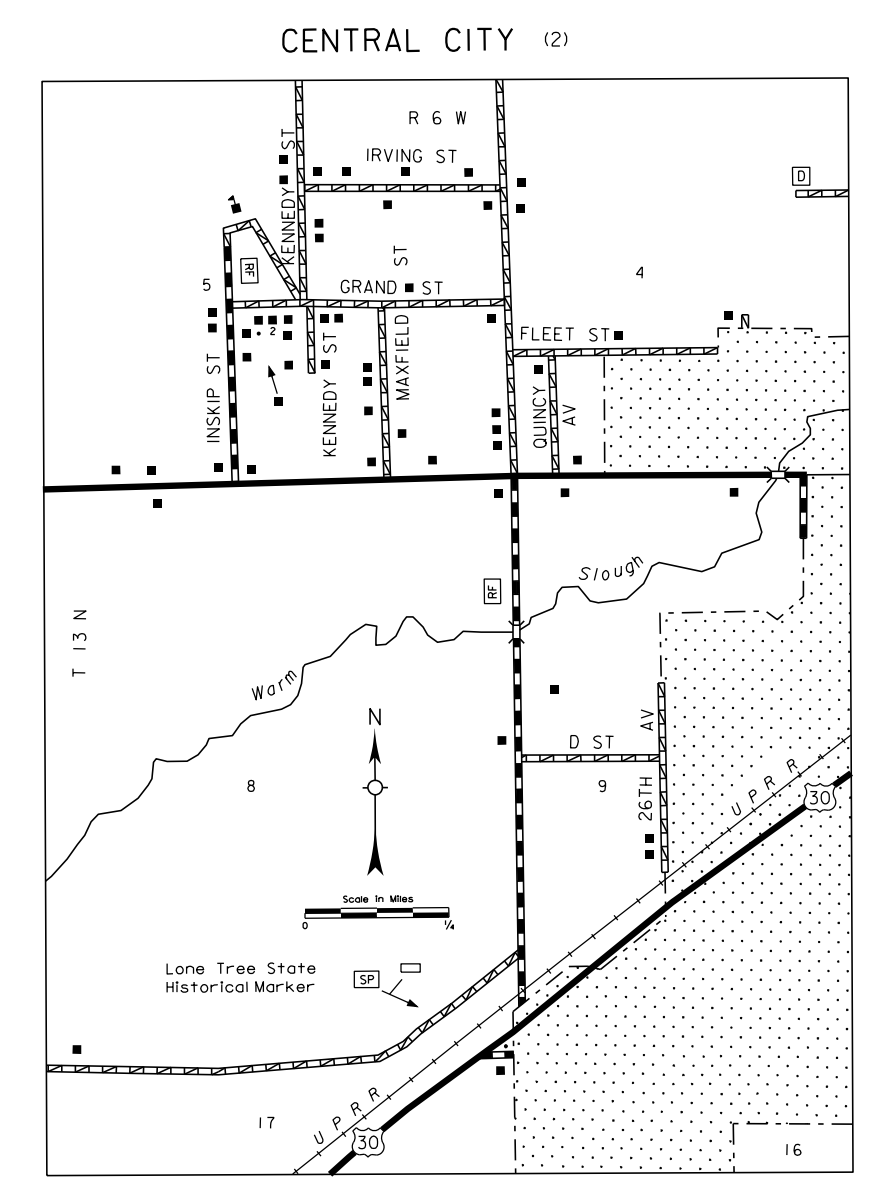 CENTRAL CITY (2)
R 6 W
IRVING ST
KENNEDY ST
D
RF
5
4
GRAND ST
ST
MAXFIELD
2
FLEET ST
INSKIP ST
KENNEDY ST
QUINCY AV
Slough
RF
T 13 N
Warm
N
D ST
26TH AV
8
9
U P R R
30
Scale in Miles
0 1/4
Lone Tree State
Historical Marker
SP
U P R R
17
30
16